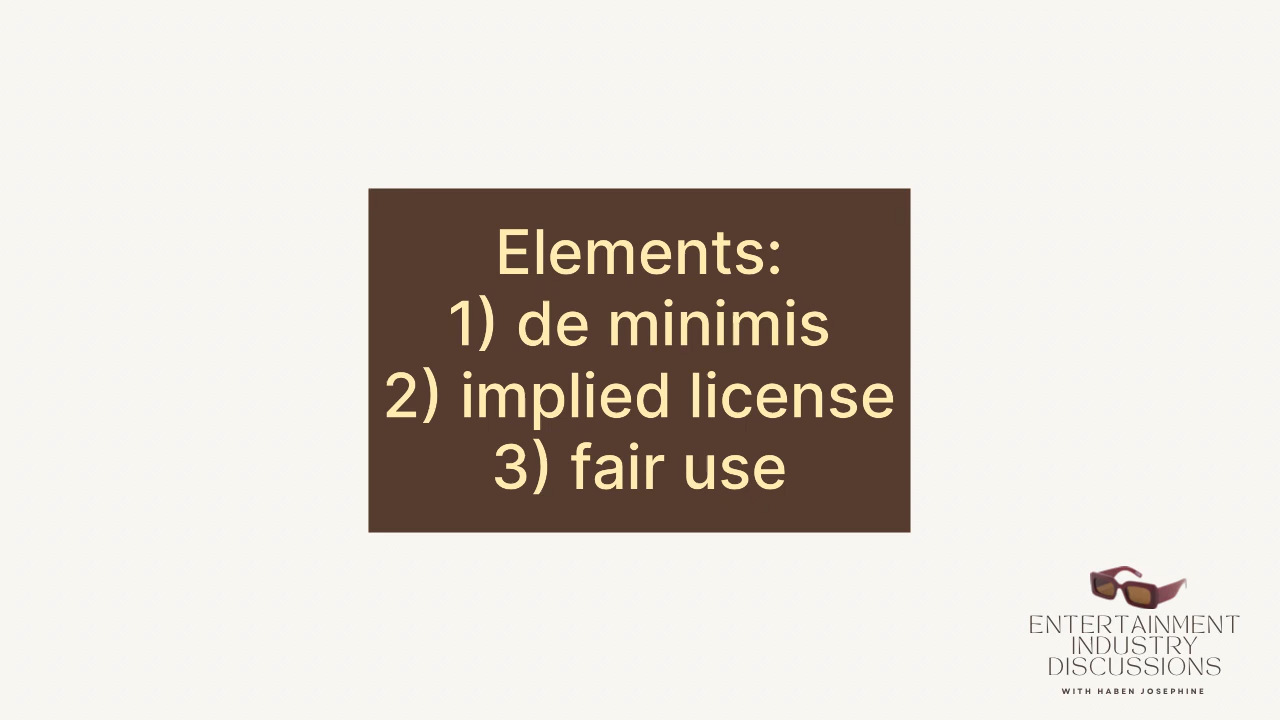 Elements:
1) de minimis
2) implied license
3) fair use
ENTERTAINMENT
INDUSTRY
DISCUSSIONS
WITH HABEN JOSEPHINE